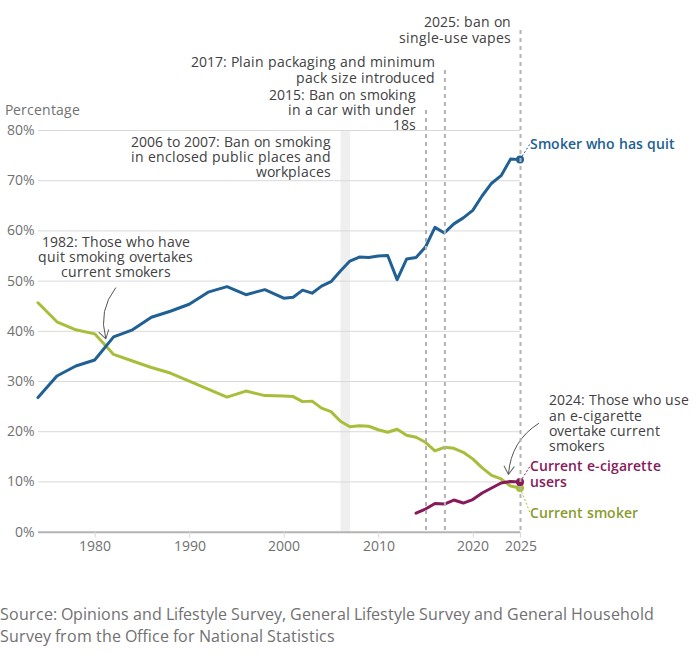 2025: ban on
single-use vapes
2017: Plain packaging and minimum
pack size introduced
2015: Ban on smoking
in a car with under
18s
Percentage
80%
2006 to 2007: Ban on smoking
in enclosed public places and
workplaces
Smoker who has quit
70%
60%
1982: Those who have
quit smoking overtakes
current smokers
50%
40%
30%
2024: Those who use
an e-cigarette
overtake current
smokers
20%
Current e-cigarette
users
10%
Current smoker
0%
1980 1990 2000 2010 2020 2025
Source: Opinions and Lifestyle Survey, General Lifestyle Survey and General Household
Survey from the Office for National Statistics